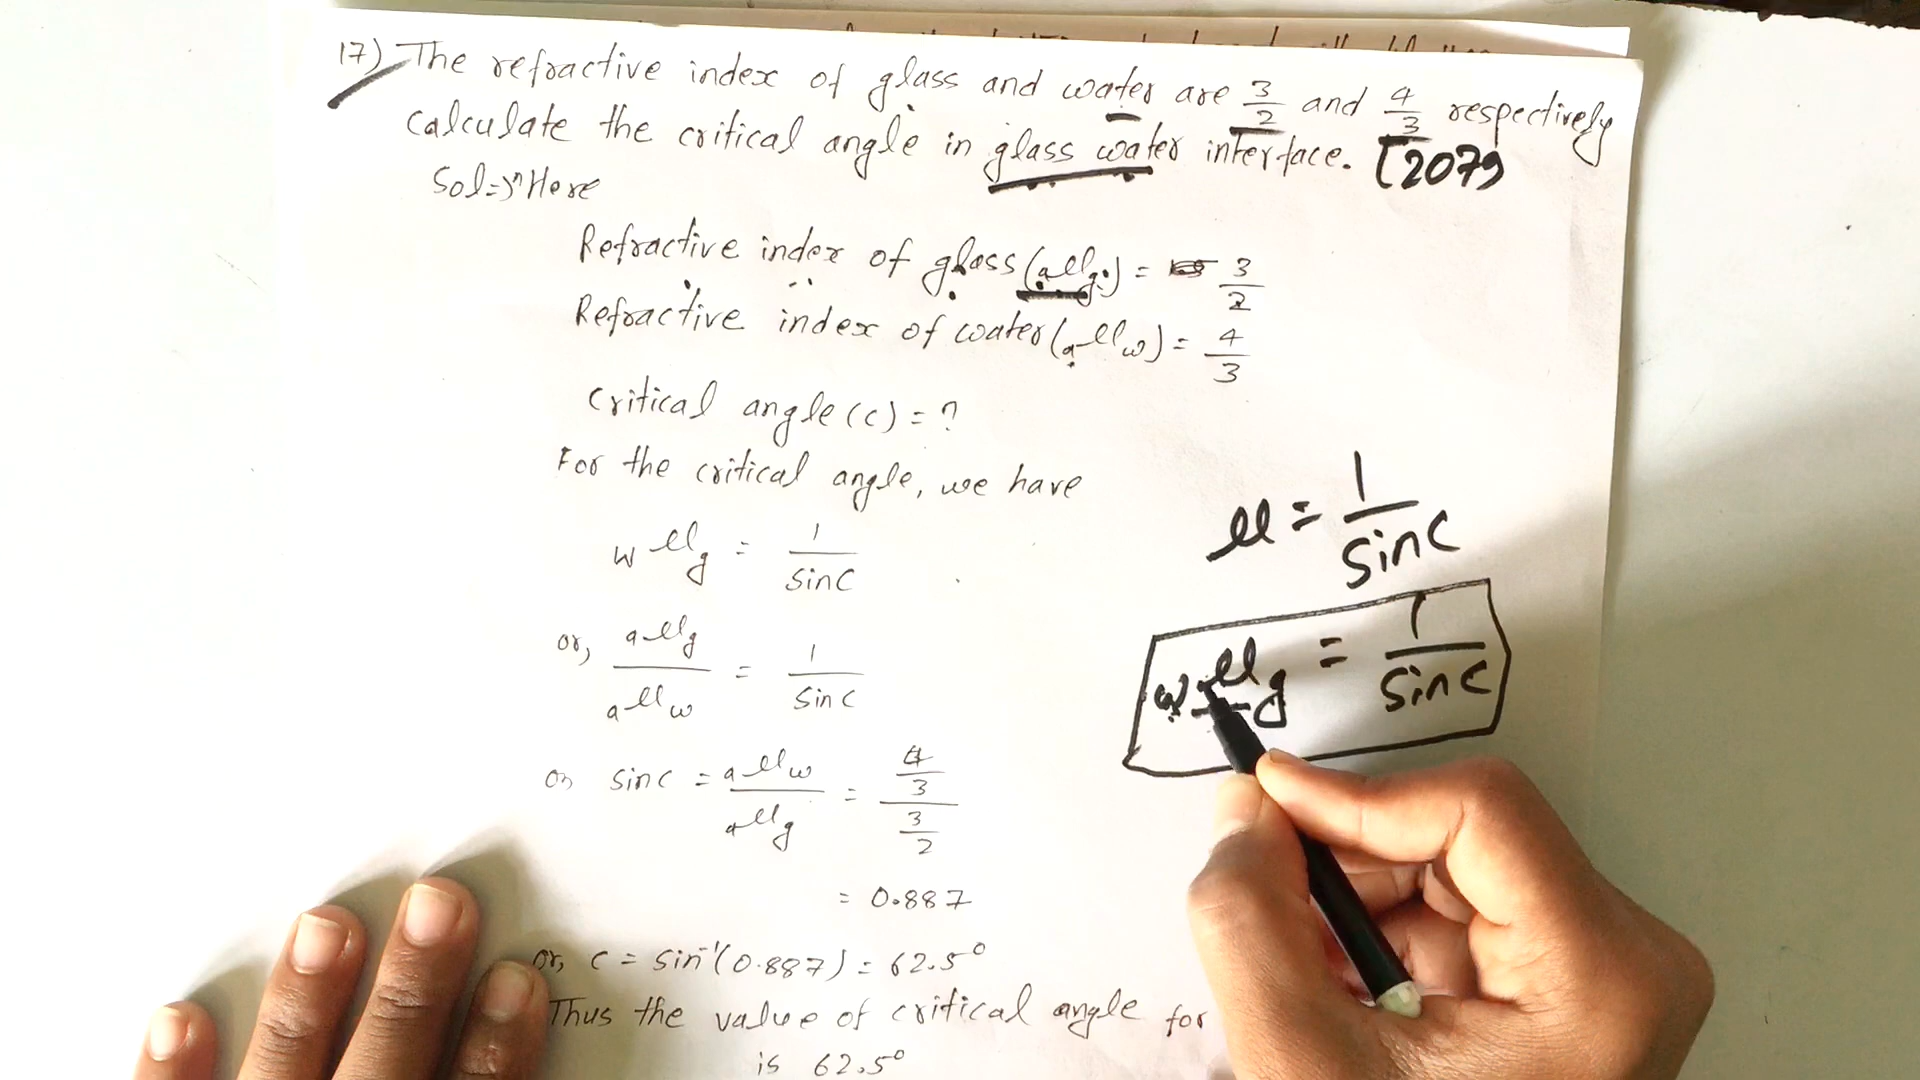 17) The refractive index of glass and water are 3/2 and 4/3 respectively
calculate the critical angle in glass water interface. [2079
Sol=>n Here
Refractive index of glass (aμg) = 3/2
Refractive index of water (aμw) = 4/3
critical angle (c) = ?
For the critical angle, we have
wμg = 1/sinC
or, aμg/aμw = 1/sinC
or sinc = aμw/aμg = 4/3 / 3/2
= 0.887
or, c = sin⁻¹(0.887) = 62.5°
Thus the value of critical angle for
is 62.5°
μ = 1/sinc
wμg = 1/sinc